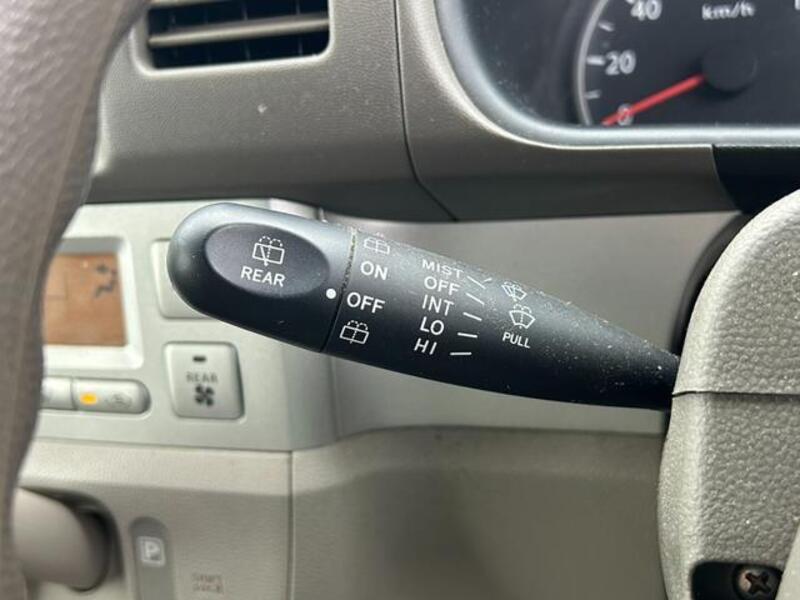 40
km/h
20
0
REAR
ON
OFF
MIST
OFF
INT
LO
HI
PULL
REAR
P